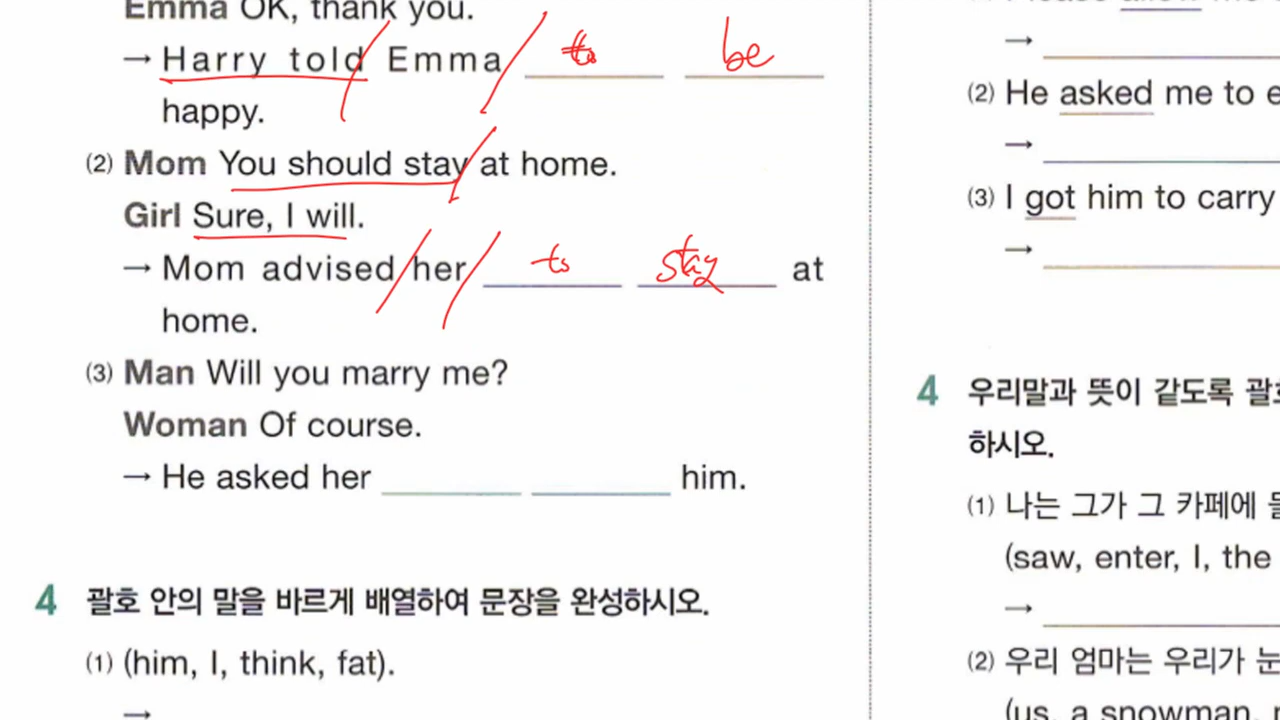 Emma OK, thank you.
→ Harry told Emma to be
happy.
(2) Mom You should stay at home.
Girl Sure, I will.
→ Mom advised her to stay at
home.
(3) Man Will you marry me?
Woman Of course.
→ He asked her ____ ____ him.
4 괄호 안의 말을 바르게 배열하여 문장을 완성하시오.
(1) (him, I, think, fat).
→
→
(2) He asked me to e
→
(3) I got him to carry
→
4 우리말과 뜻이 같도록
하시오.
(1) 나는 그가 그 카페에
(saw, enter, I, the
→
(2) 우리 엄마는 우리가
(us, a snowman,